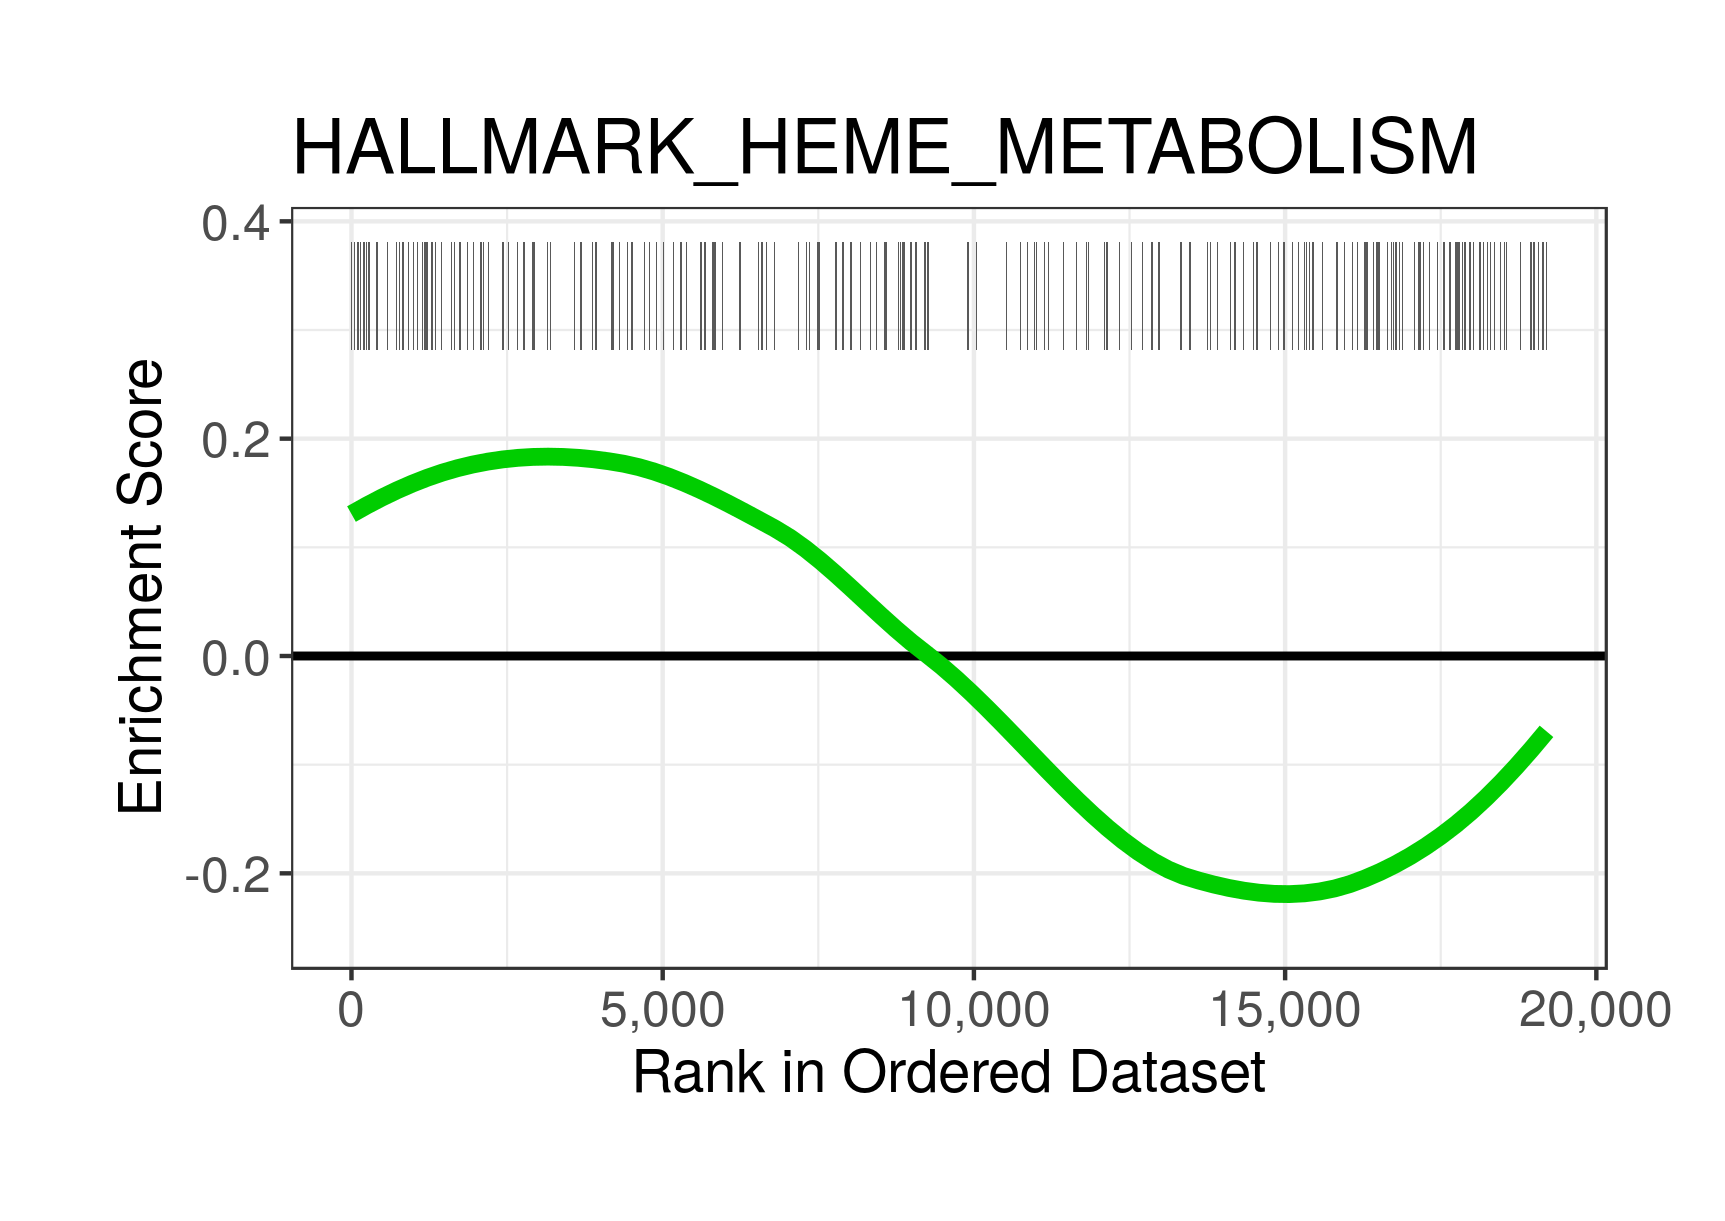 HALLMARK_HEME_METABOLISM
0.4
0.2
0.0
-0.2
Enrichment Score
0 5,000 10,000 15,000 20,000
Rank in Ordered Dataset